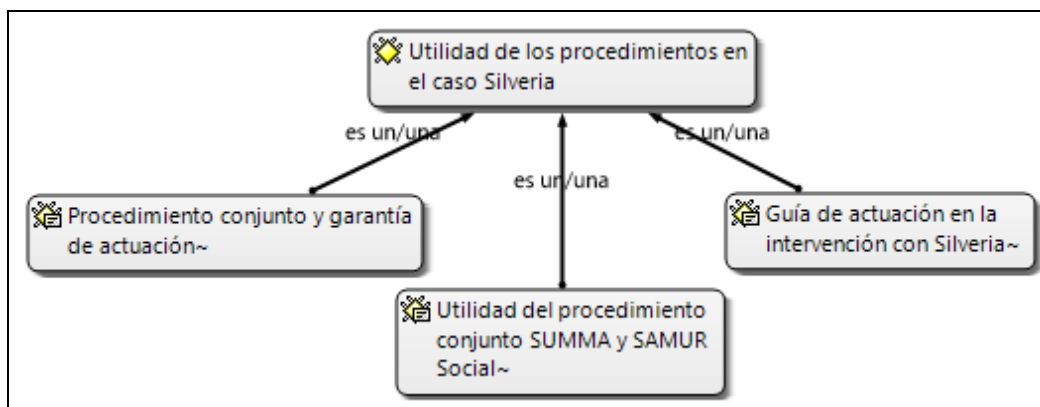 Utilidad de los procedimientos en
el caso Silveria
es un/una
es un/una
es un/una
Procedimiento conjunto y garantía
de actuación~
Guía de actuación en la
intervención con Silveria~
Utilidad del procedimiento
conjunto SUMMA y SAMUR
Social~